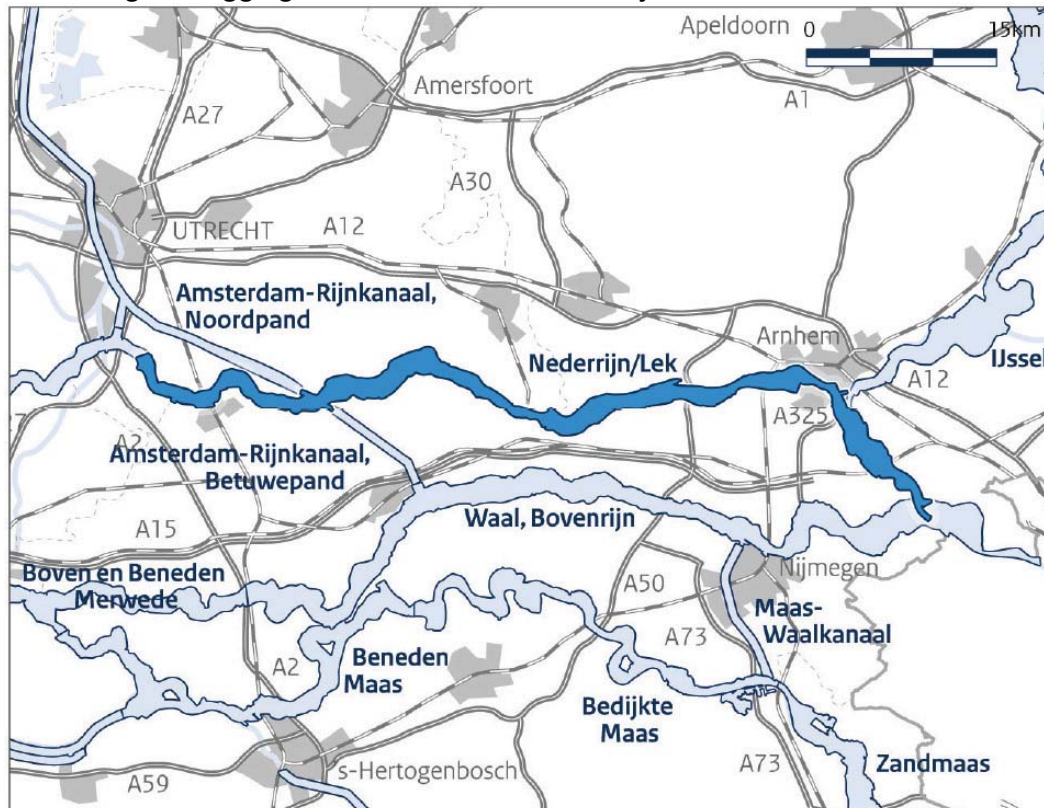 Apeldoorn
0 15km
Amersfoort
A27
A1
A30
UTRECHT
A12
Amsterdam-Rijnkanaal,
Noordpand
Nederrijn/Lek
Arnhem
IJssel
A12
A325
A2
Amsterdam-Rijnkanaal,
Betuwepand
Waal, Bovenrijn
A15
Boven en Beneden
Merwede
Nijmegen
A50
Maas-
Waalkanaal
A73
A2
Beneden
Maas
Bedijkte
Maas
Zandmaas
s-Hertogenbosch
A59
A73